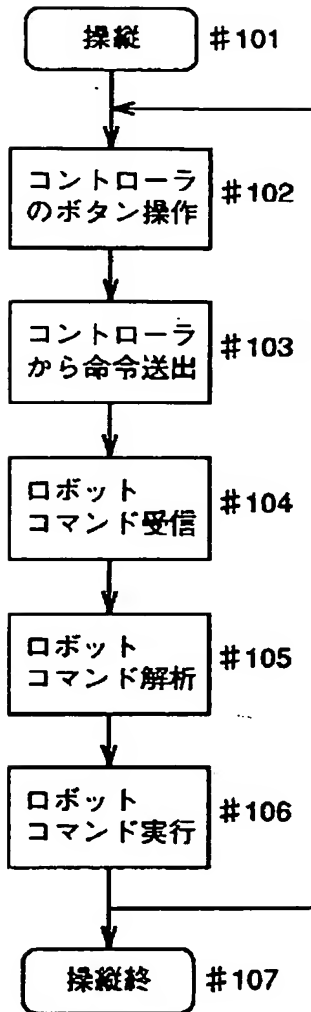 操縦 #101
コントローラ
のボタン操作 #102
コントローラ
から命令送出 #103
ロボット
コマンド受信 #104
ロボット
コマンド解析 #105
ロボット
コマンド実行 #106
操縦終 #107